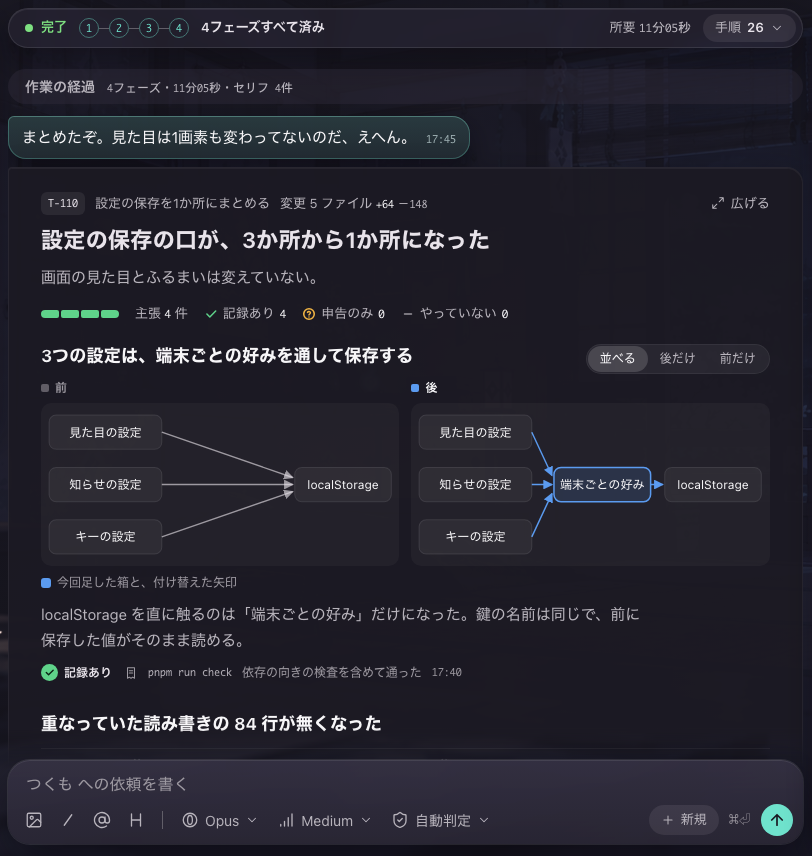 完了 1 2 3 4 4フェーズすべて済み 所要 11分05秒 手順 26
作業の経過 4フェーズ・11分05秒・セリフ 4件
まとめたぞ。見た目は1画素も変わってないのだ、えへん。 17:45
T-110 設定の保存を1か所にまとめる 変更 5 ファイル +64 −148 広げる
設定の保存の口が、3か所から1か所になった
画面の見た目とふるまいは変えていない。
主張 4 件 記録あり 4 申告のみ 0 やっていない 0
3つの設定は、端末ごとの好みを通して保存する 並べる 後だけ 前だけ
前
見た目の設定
知らせの設定
キーの設定
localStorage
後
見た目の設定
知らせの設定
キーの設定
端末ごとの好み
localStorage
今回足した箱と、付け替えた矢印
localStorage を直に触るのは「端末ごとの好み」だけになった。鍵の名前は同じで、前に
保存した値がそのまま読める。
記録あり pnpm run check 依存の向きの検査を含めて通った 17:40
重なっていた読み書きの 84 行が無くなった
つくも への依頼を書く
/ @ H Opus Medium 自動判定 + 新規 ⌘⏎